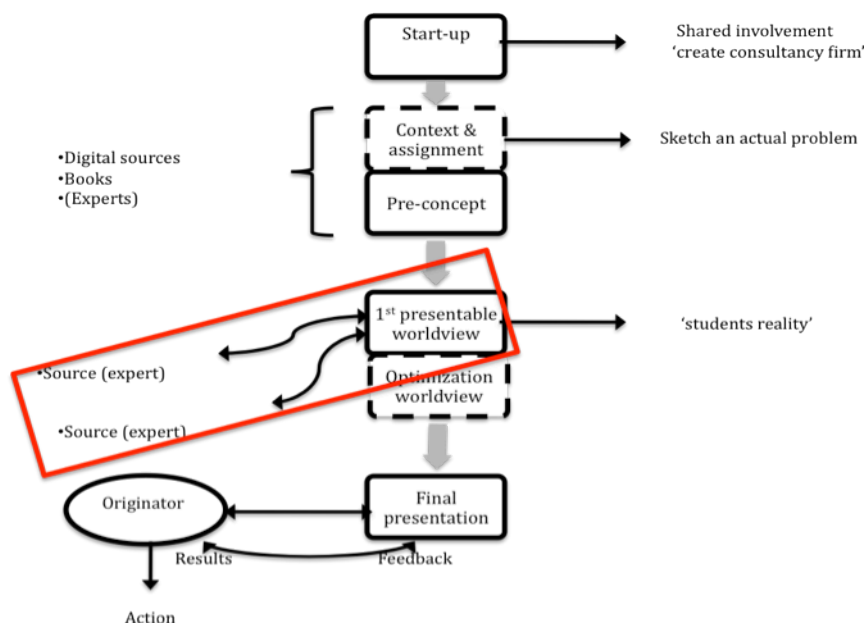 Start-up
Shared involvement
'create consultancy firm'
Context &
assignment
Sketch an actual problem
•Digital sources
•Books
•(Experts)
Pre-concept
1st presentable
worldview
'students reality'
•Source (expert)
Optimization
worldview
•Source (expert)
Originator
Final
presentation
Results
Feedback
Action